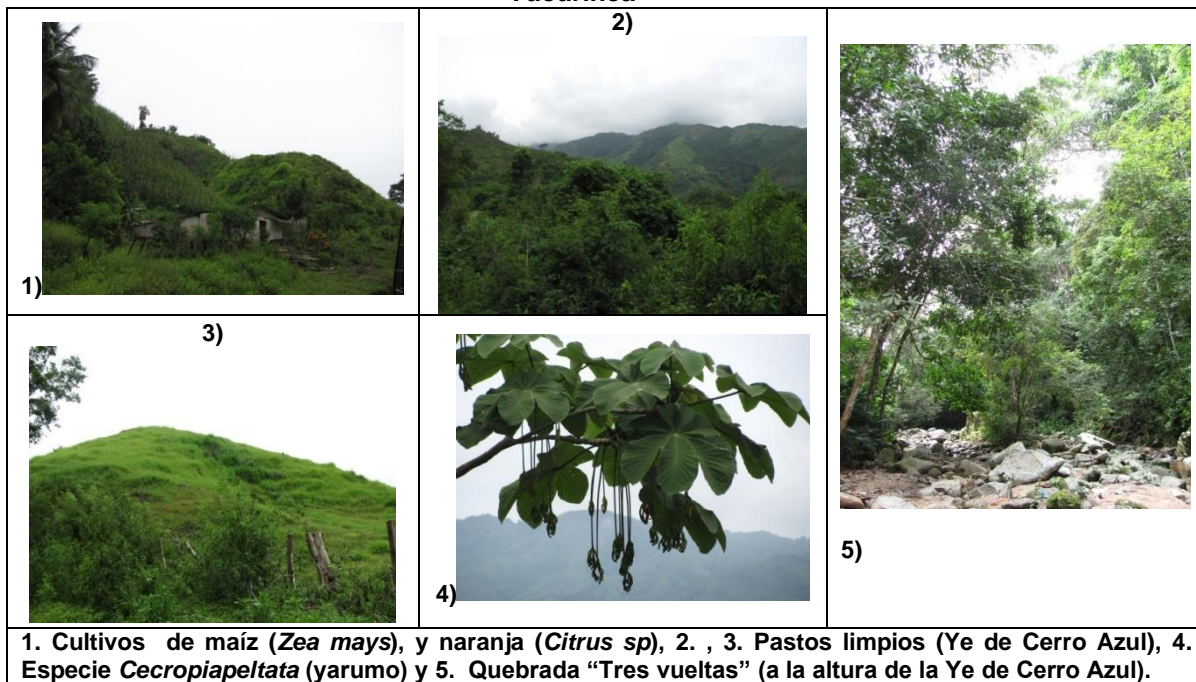 2)
1)
3)
4)
5)
1. Cultivos de maíz (Zea mays), y naranja (Citrus sp), 2. , 3. Pastos limpios (Ye de Cerro Azul), 4.
Especie Cecropiapeltata (yarumo) y 5. Quebrada “Tres vueltas” (a la altura de la Ye de Cerro Azul).